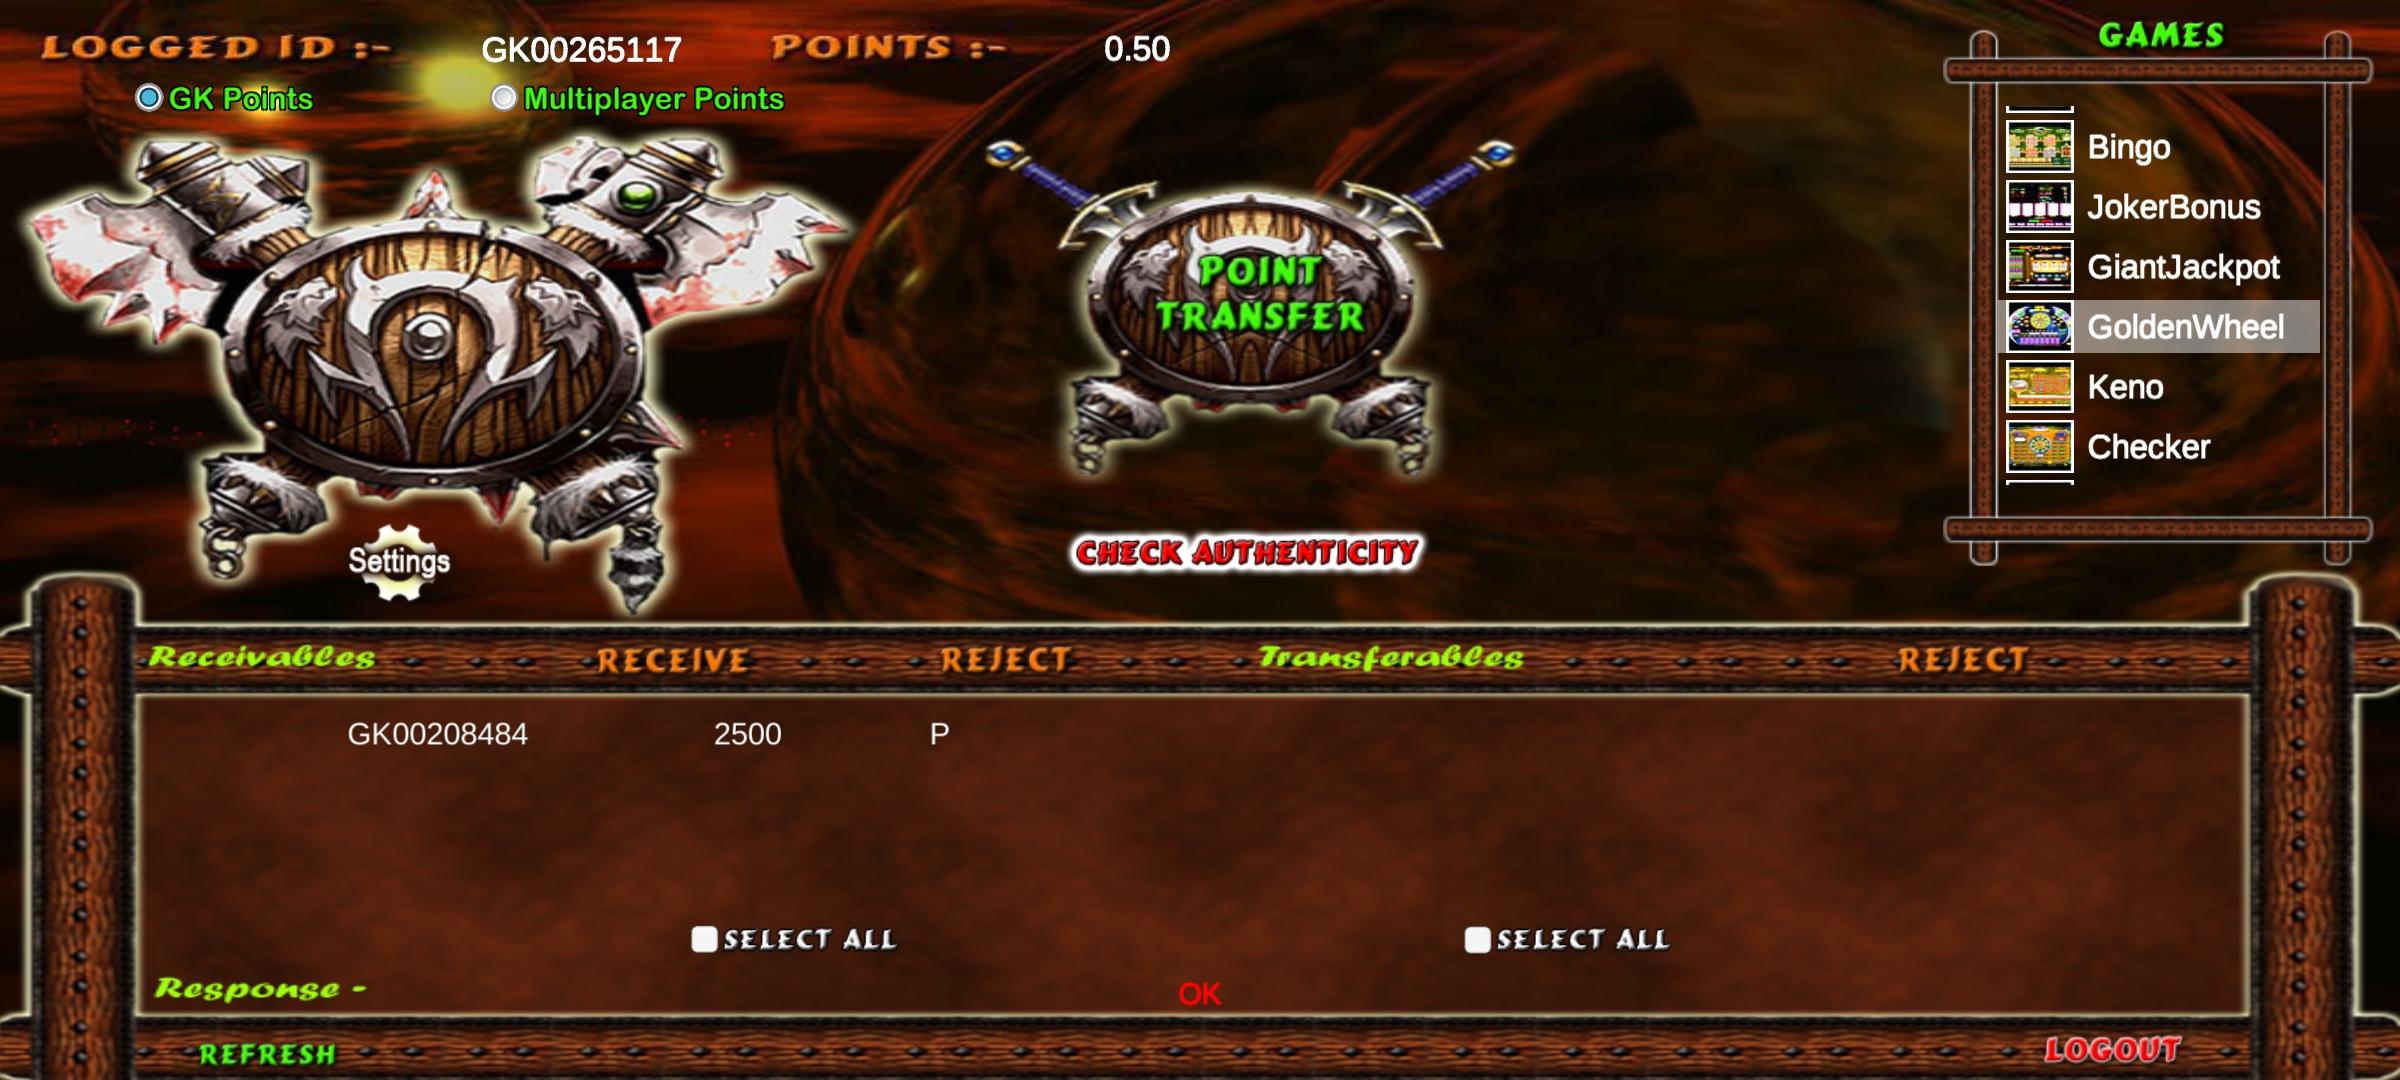 LOGGED ID :- GK00265117 POINTS :- 0.50
GK Points Multiplayer Points
POINT
TRANSFER
Settings
CHECK AUTHENTICITY
GAMES
Bingo
JokerBonus
GiantJackpot
GoldenWheel
Keno
Checker
Receivables RECEIVE REJECT Transferables REJECT
GK00208484 2500 P
SELECT ALL SELECT ALL
Response - OK
REFRESH LOGOUT